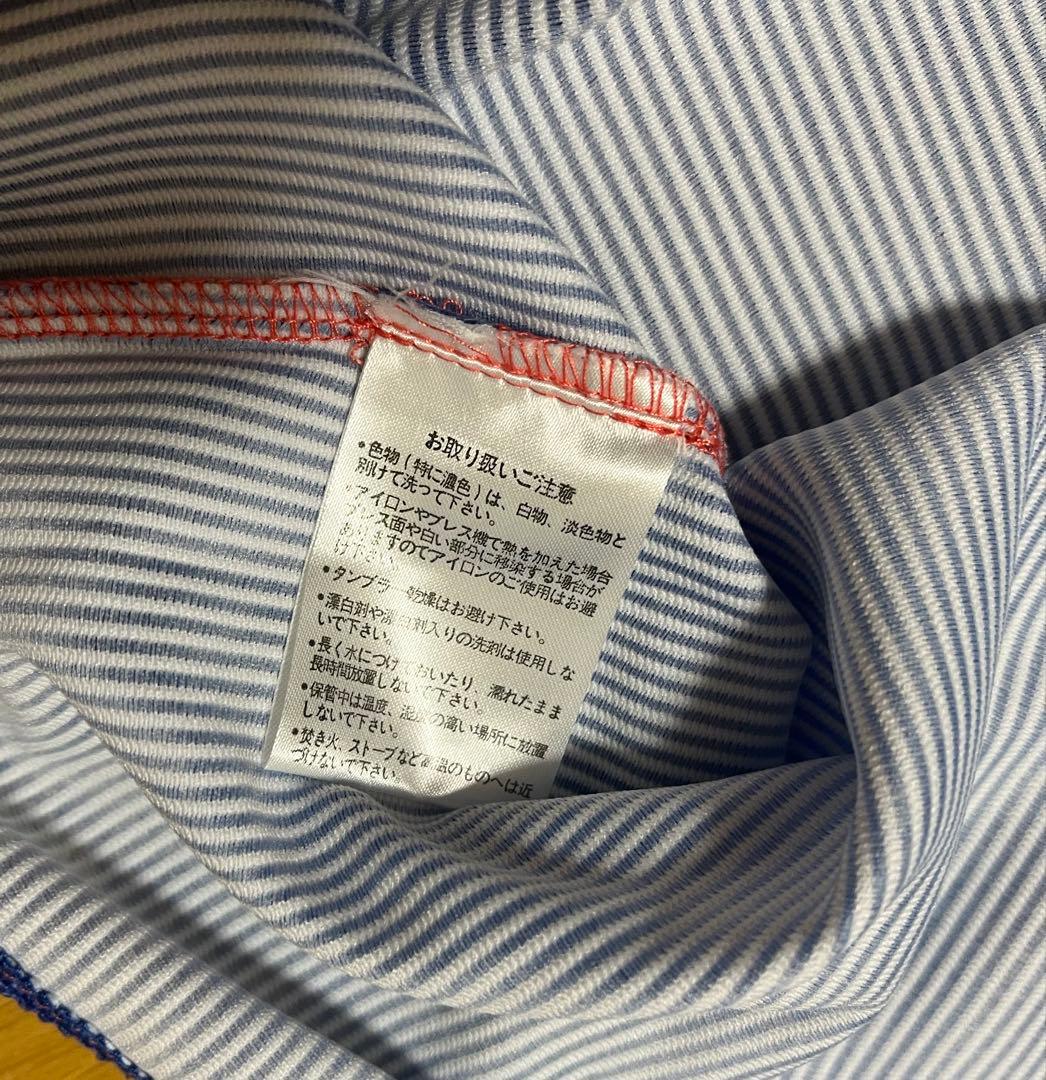 お取り扱いご注意
•色物(特に濃色)は、白物、淡色物と
別けて洗って下さい。
•アイロンやプレス機で熱を加えた場合
ース面や白い部分に移染する場合が
ありますのでアイロンのご使用はお避
け下さい。
•タンブラー乾燥はお避け下さい。
•漂白剤や漂白剤入りの洗剤は使用しな
いで下さい。
•長く水につけておいたり、濡れたまま
長時間放置しないで下さい。
•保管中は温度、湿度の高い場所に放置
しないで下さい。
•焚き火、ストーブなど高温のものへは近
づけないで下さい。